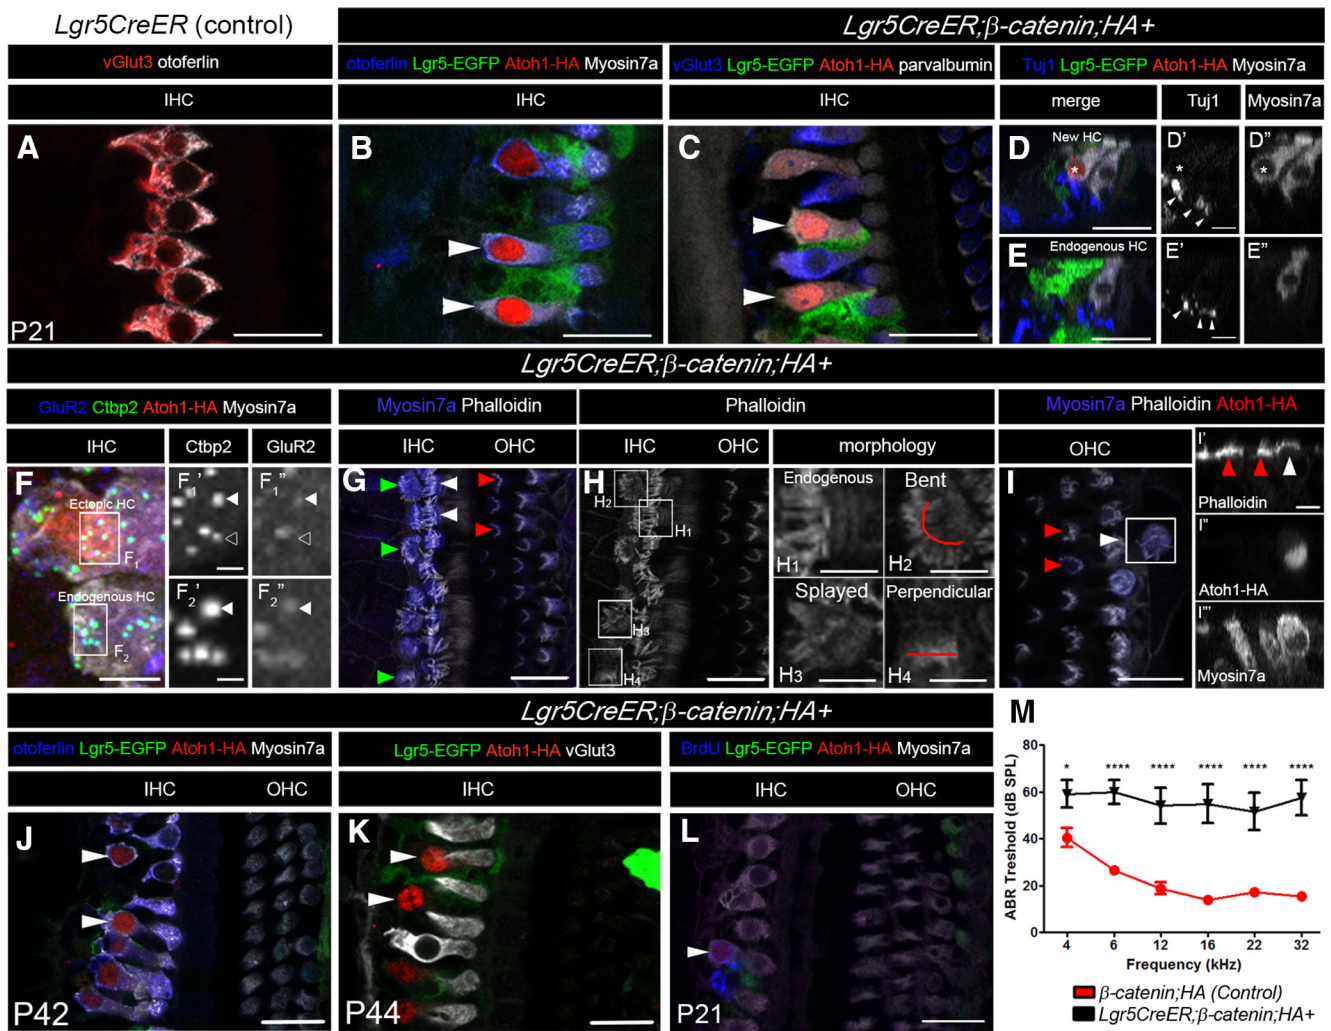 Lgr5CreER (control)
Lgr5CreER;β-catenin;HA+
vGlut3 otoferlin
otoferlin Lgr5-EGFP Atoh1-HA Myosin7a
vGlut3 Lgr5-EGFP Atoh1-HA parvalbumin
Tuj1 Lgr5-EGFP Atoh1-HA Myosin7a
IHC
IHC
IHC
merge
Tuj1
Myosin7a
A
P21
B
C
D
New HC
*
D'
*
D"
*
E
Endogenous HC
E'
E"
Lgr5CreER;β-catenin;HA+
GluR2 Ctbp2 Atoh1-HA Myosin7a
Myosin7a Phalloidin
Phalloidin
Myosin7a Phalloidin Atoh1-HA
IHC
Ctbp2
GluR2
IHC
OHC
IHC
OHC
morphology
OHC
F
Ectopic HC
F1
Endogenous HC
F2
F1'
F1"
F2'
F2"
G
H
H2
H1
H3
H4
Endogenous
H1
Bent
H2
Splayed
H3
Perpendicular
H4
I
I'
Phalloidin
I"
Atoh1-HA
I"'
Myosin7a
Lgr5CreER;β-catenin;HA+
otoferlin Lgr5-EGFP Atoh1-HA Myosin7a
Lgr5-EGFP Atoh1-HA vGlut3
BrdU Lgr5-EGFP Atoh1-HA Myosin7a
IHC
OHC
IHC
IHC
OHC
J
P42
K
P44
L
P21
M
ABR Treshold (dB SPL)
80
60
40
20
0
* **** **** **** **** ****
4 6 12 16 22 32
Frequency (kHz)
β-catenin;HA (Control)
Lgr5CreER;β-catenin;HA+